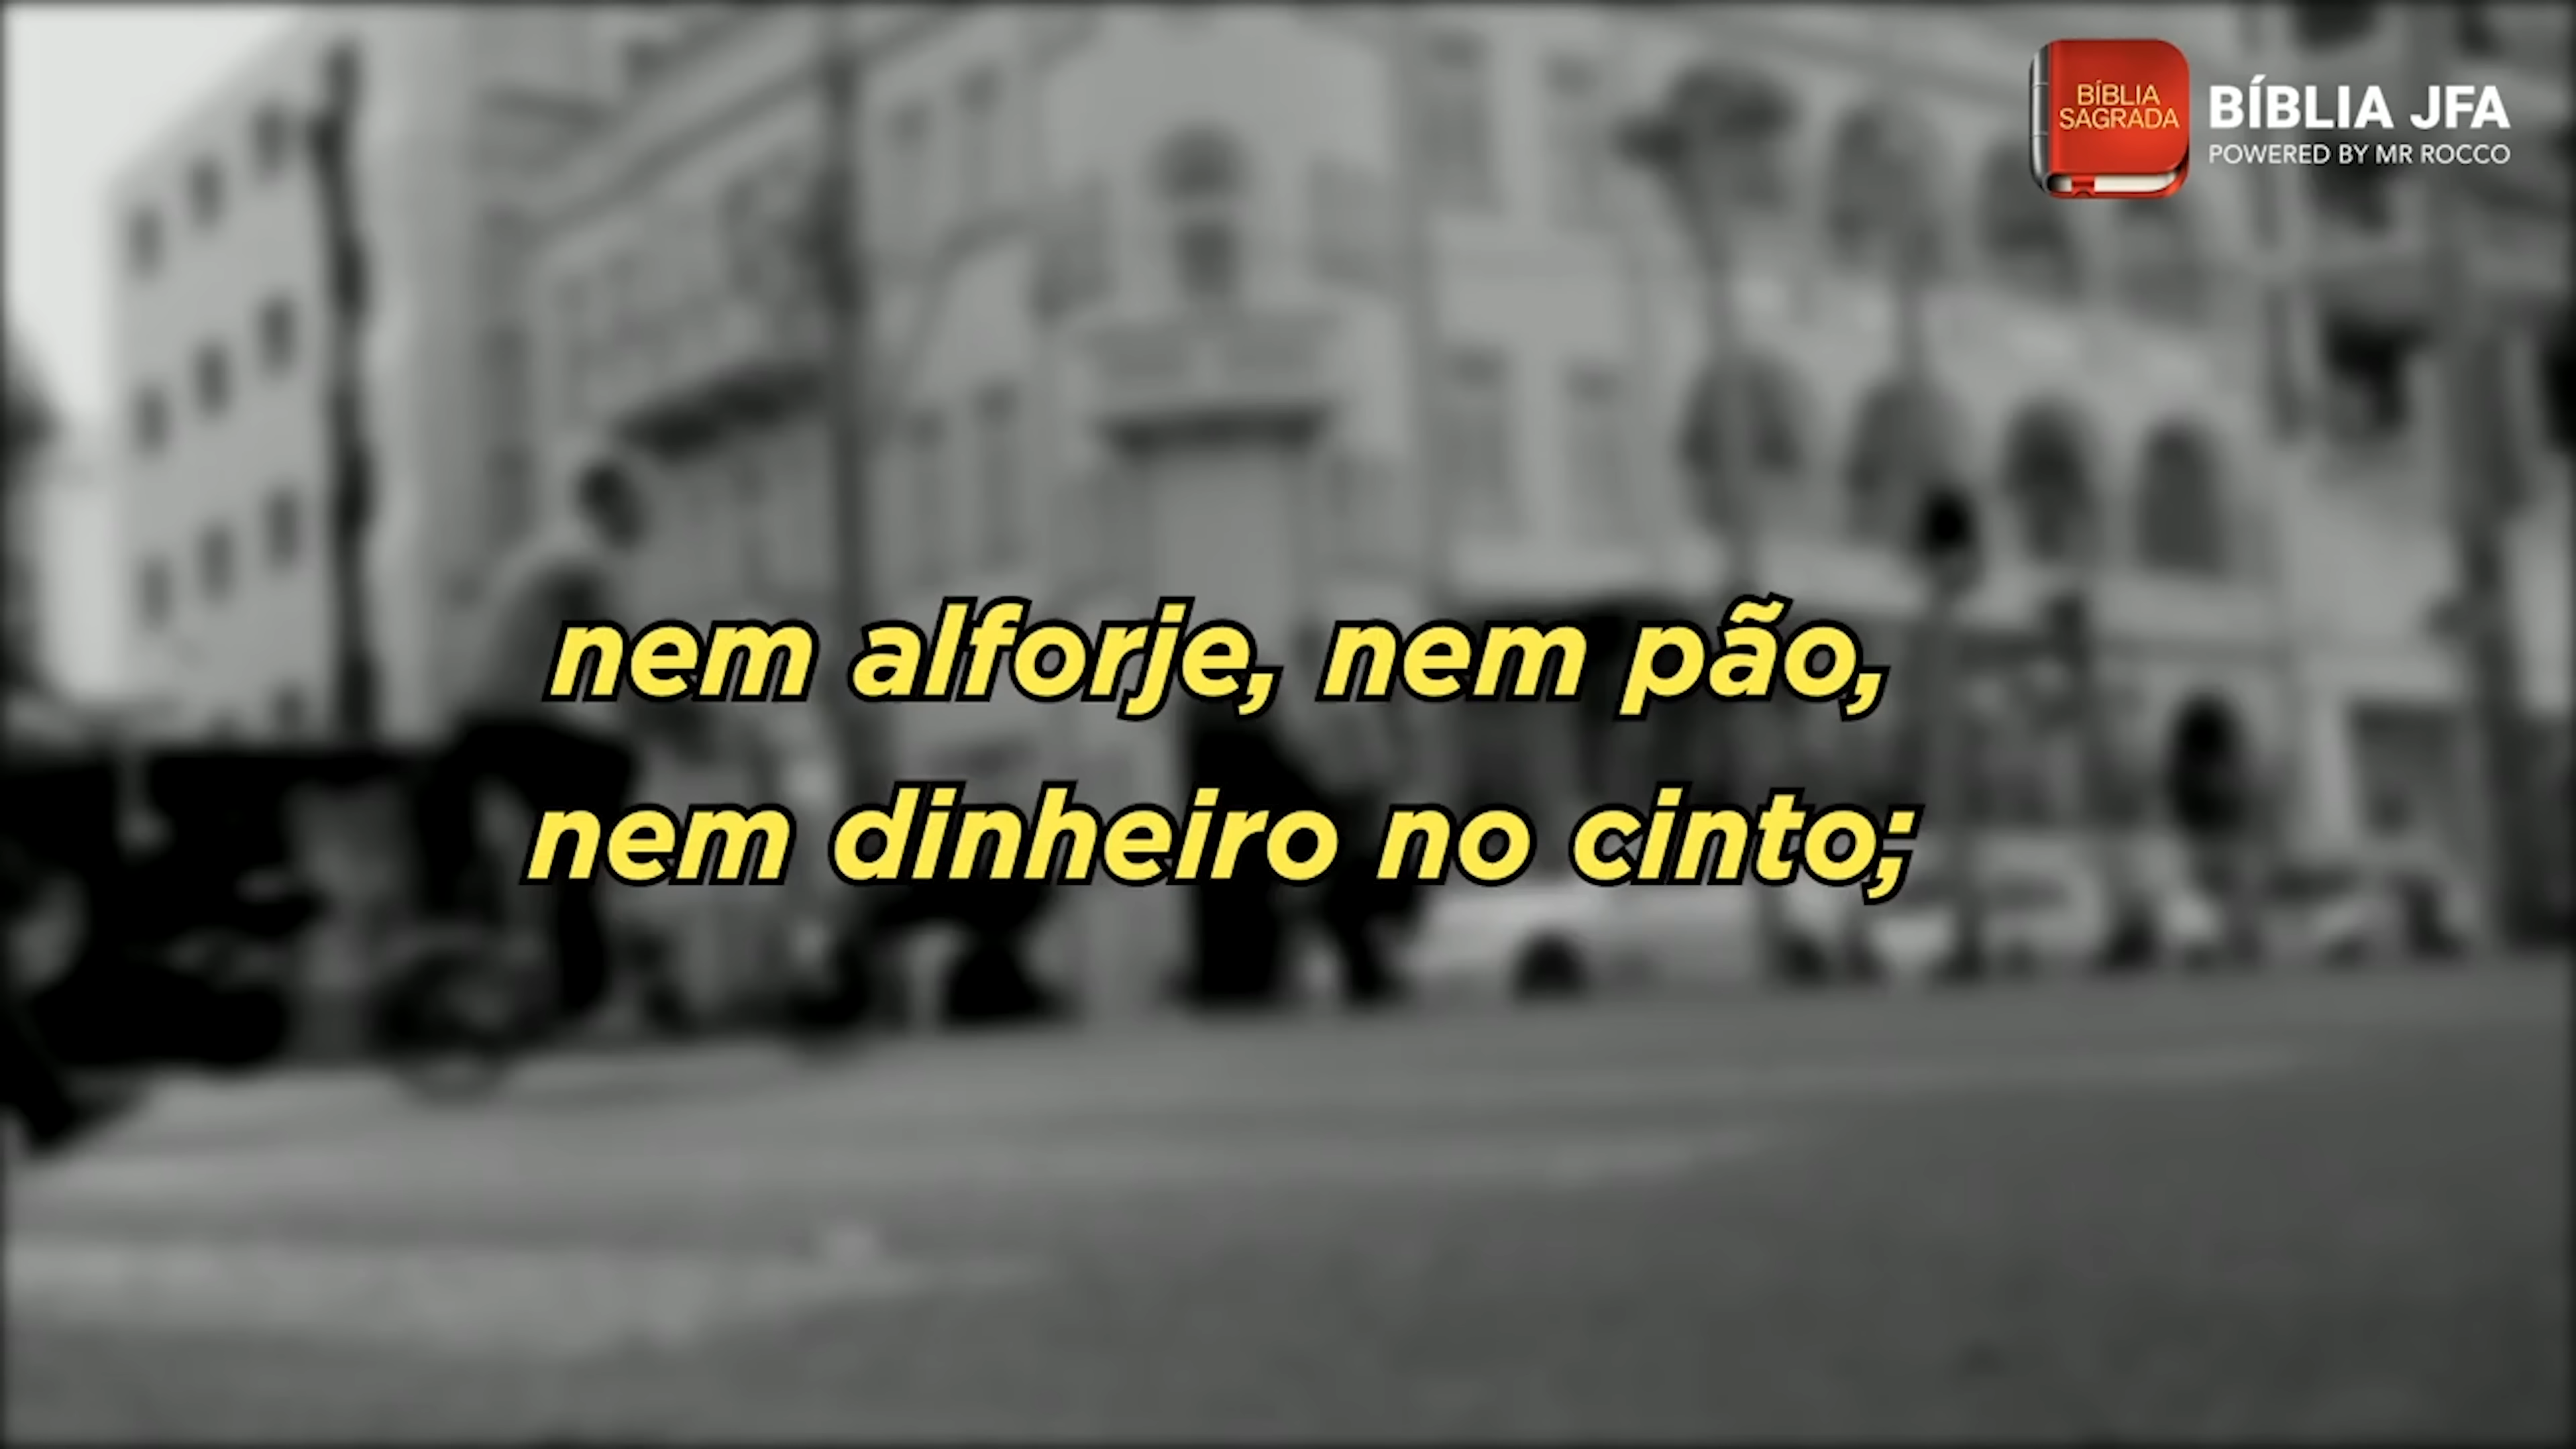 BÍBLIA
SAGRADA
BÍBLIA JFA
POWERED BY MR ROCCO
nem alforje, nem pão,
nem dinheiro no cinto;